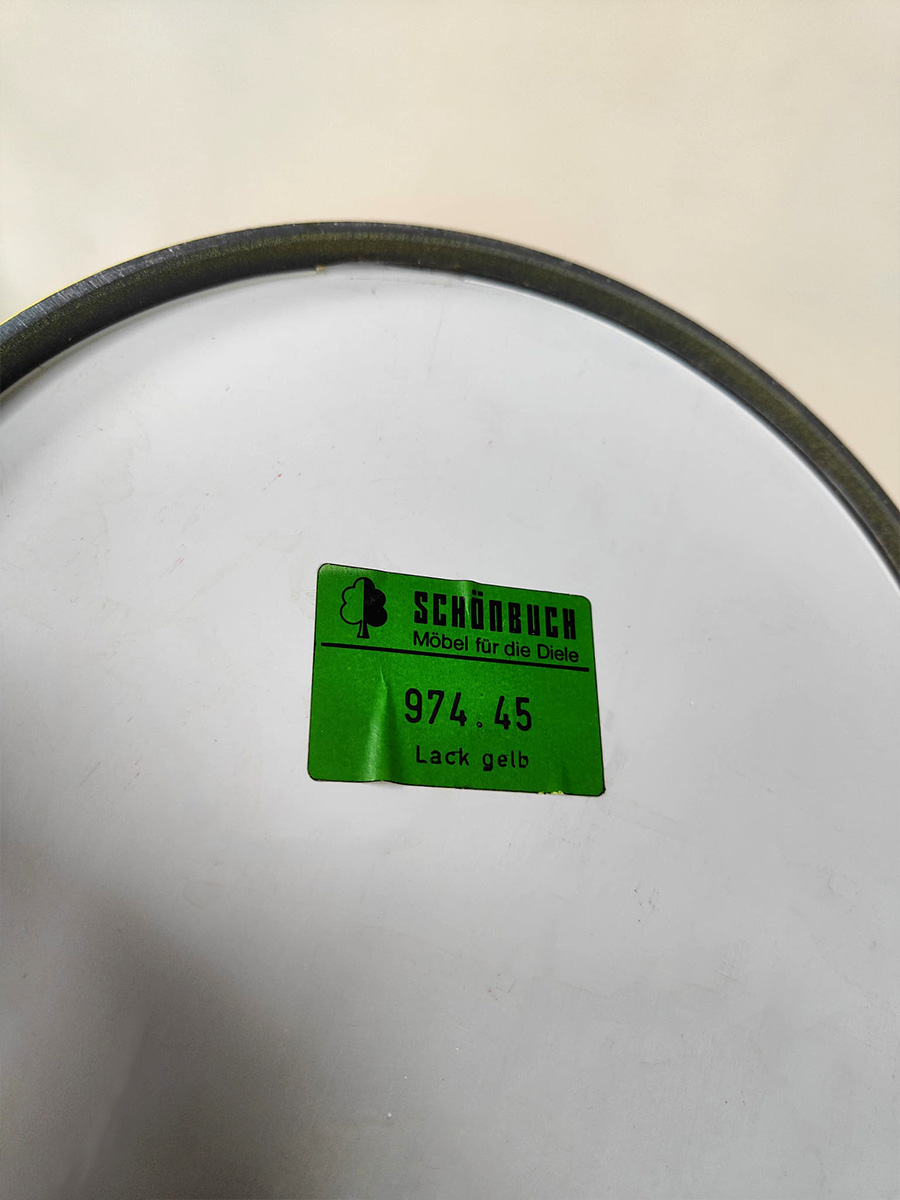 SCHÖNBUCH
Möbel für die Diele
974.45
Lack gelb